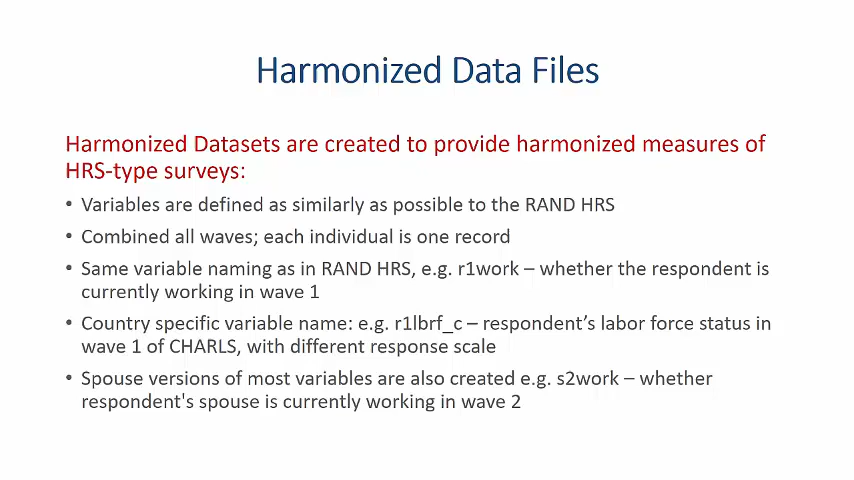 Harmonized Data Files
Harmonized Datasets are created to provide harmonized measures of
HRS-type surveys:
• Variables are defined as similarly as possible to the RAND HRS
• Combined all waves; each individual is one record
• Same variable naming as in RAND HRS, e.g. r1work – whether the respondent is
currently working in wave 1
• Country specific variable name: e.g. r1lbrf_c – respondent’s labor force status in
wave 1 of CHARLS, with different response scale
• Spouse versions of most variables are also created e.g. s2work – whether
respondent's spouse is currently working in wave 2